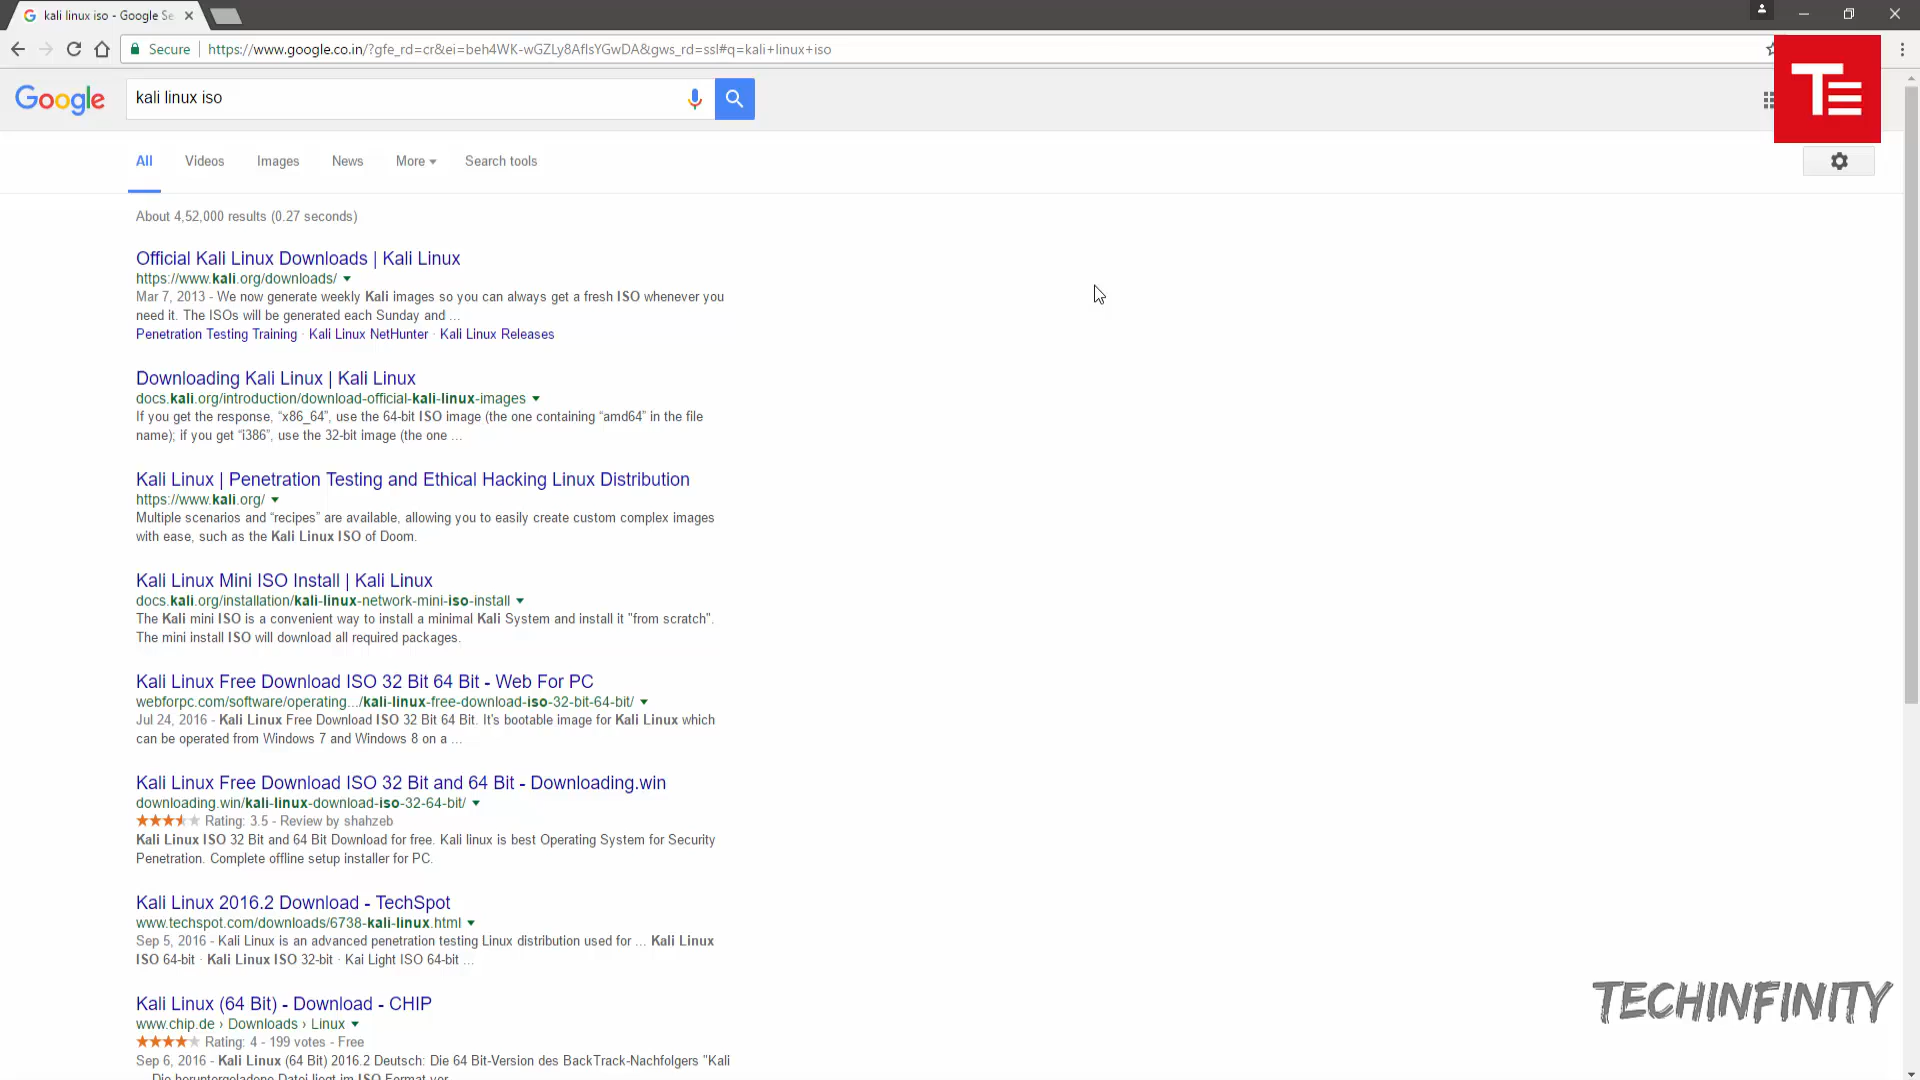 kali linux iso - Google Se
Secure
https://www.google.co.in/?gfe_rd=cr&ei=beh4WK-wGZLy8AfIsYGwDA&gws_rd=ssl#q=kali+linux+iso
TE
Google
kali linux iso
All Videos Images News More Search tools
About 4,52,000 results (0.27 seconds)
Official Kali Linux Downloads | Kali Linux
https://www.kali.org/downloads/
Mar 7, 2013 - We now generate weekly Kali images so you can always get a fresh ISO whenever you
need it. The ISOs will be generated each Sunday and ...
Penetration Testing Training · Kali Linux NetHunter · Kali Linux Releases
Downloading Kali Linux | Kali Linux
docs.kali.org/introduction/download-official-kali-linux-images
If you get the response, “x86_64”, use the 64-bit ISO image (the one containing “amd64” in the file
name); if you get “i386”, use the 32-bit image (the one ...
Kali Linux | Penetration Testing and Ethical Hacking Linux Distribution
https://www.kali.org/
Multiple scenarios and “recipes” are available, allowing you to easily create custom complex images
with ease, such as the Kali Linux ISO of Doom.
Kali Linux Mini ISO Install | Kali Linux
docs.kali.org/installation/kali-linux-network-mini-iso-install
The Kali mini ISO is a convenient way to install a minimal Kali System and install it "from scratch".
The mini install ISO will download all required packages.
Kali Linux Free Download ISO 32 Bit 64 Bit - Web For PC
webforpc.com/software/operating.../kali-linux-free-download-iso-32-bit-64-bit/
Jul 24, 2016 - Kali Linux Free Download ISO 32 Bit 64 Bit. It's bootable image for Kali Linux which
can be operated from Windows 7 and Windows 8 on a ...
Kali Linux Free Download ISO 32 Bit and 64 Bit - Downloading.win
downloading.win/kali-linux-download-iso-32-64-bit/
Rating: 3.5 - Review by shahzeb
Kali Linux ISO 32 Bit and 64 Bit Download for free. Kali linux is best Operating System for Security
Penetration. Complete offline setup installer for PC.
Kali Linux 2016.2 Download - TechSpot
www.techspot.com/downloads/6738-kali-linux.html
Sep 5, 2016 - Kali Linux is an advanced penetration testing Linux distribution used for ... Kali Linux
ISO 64-bit · Kali Linux ISO 32-bit · Kai Light ISO 64-bit ...
Kali Linux (64 Bit) - Download - CHIP
www.chip.de › Downloads › Linux
Rating: 4 - 199 votes - Free
Sep 6, 2016 - Kali Linux (64 Bit) 2016.2 Deutsch: Die 64 Bit-Version des BackTrack-Nachfolgers "Kali
... Die heruntergeladene Datei liegt im ISO Format vor
TECHINFINITY